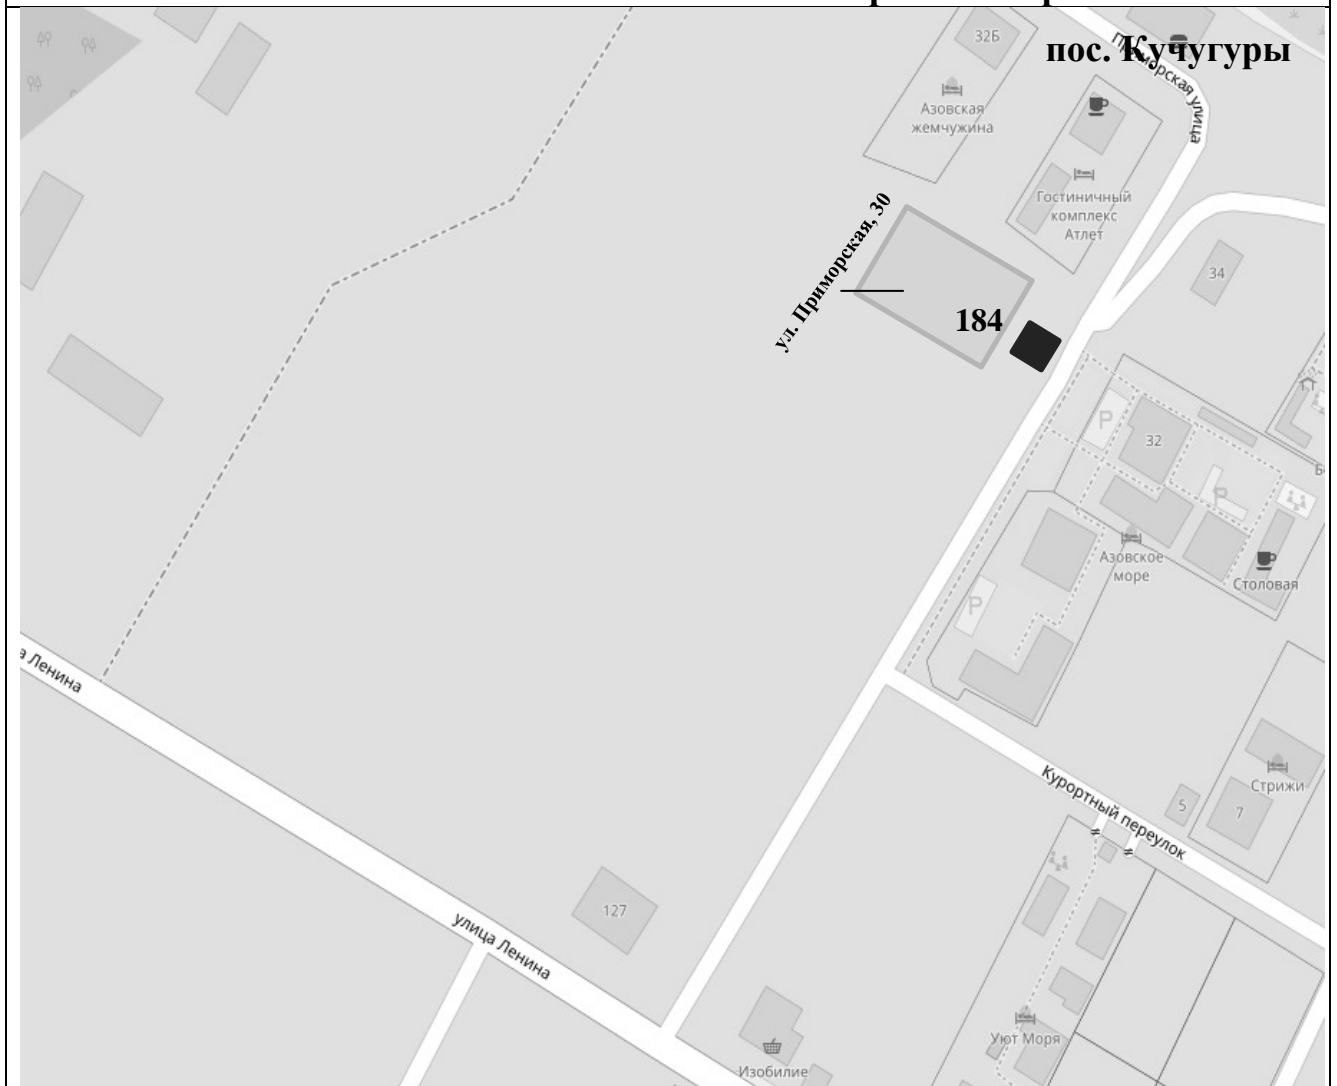 32Б
пос. Кучугуры
Приморская улица
Азовская
жемчужина
Гостиничный
комплекс
Атлет
ул. Приморская, 30
34
184
P
32
P
Азовское
море
Столовая
P
а Ленина
Курортный переулок
Стрижи
5
7
127
улица Ленина
Уют Моря
Изобилие